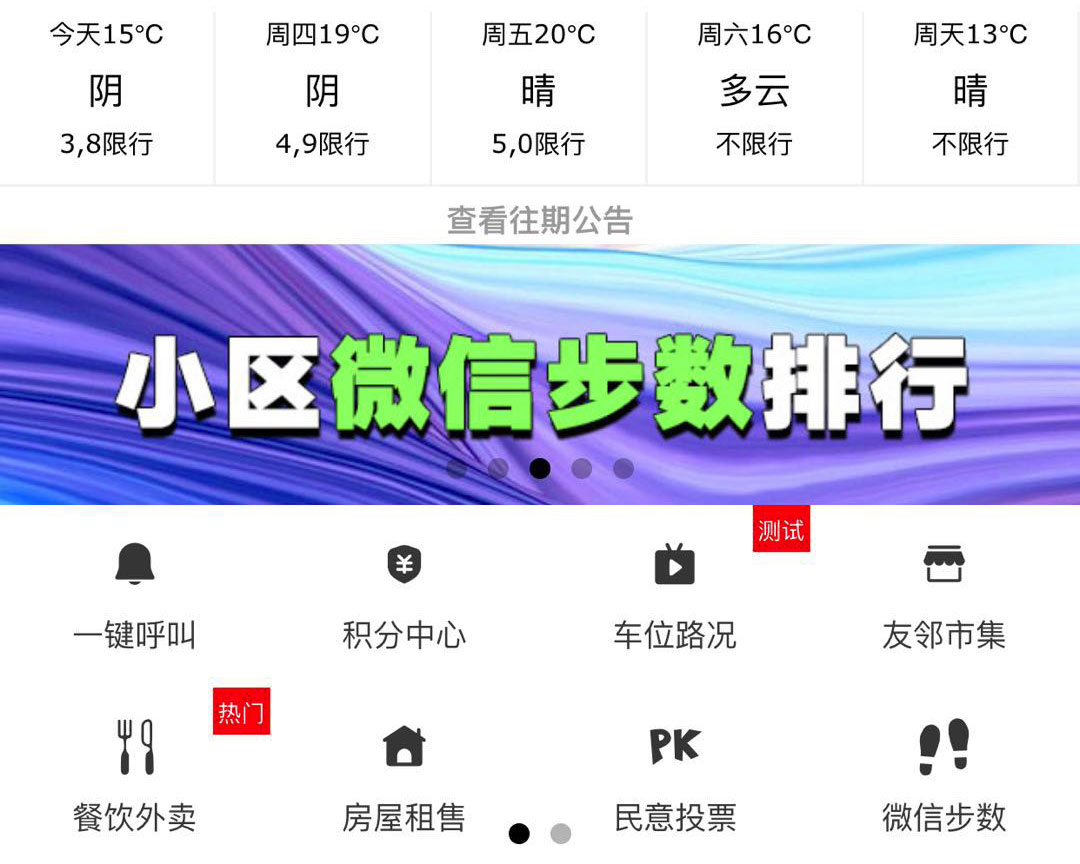 今天15℃ 周四19℃ 周五20℃ 周六16℃ 周天13℃
阴 阴 晴 多云 晴
3,8限行 4,9限行 5,0限行 不限行 不限行
查看往期公告
小区微信步数排行
测试
一键呼叫 积分中心 车位路况 友邻市集
热门
PK
餐饮外卖 房屋租售 民意投票 微信步数